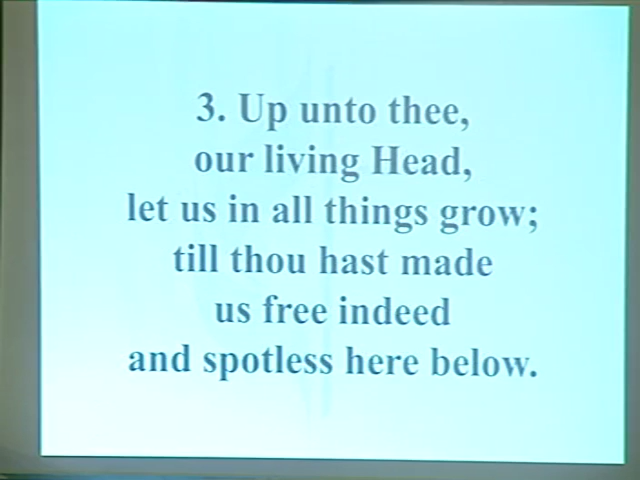 3. Up unto thee,
our living Head,
let us in all things grow;
till thou hast made
us free indeed
and spotless here below.